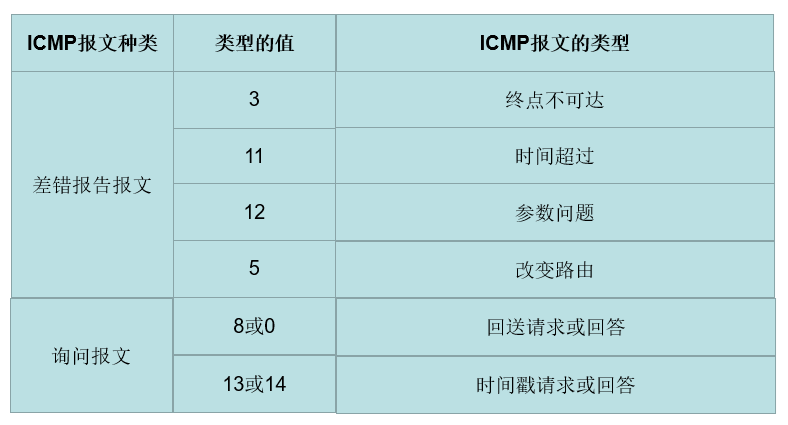 ICMP报文种类 类型的值 ICMP报文的类型
差错报告报文
3 终点不可达
11 时间超过
12 参数问题
5 改变路由
询问报文
8或0 回送请求或回答
13或14 时间戳请求或回答